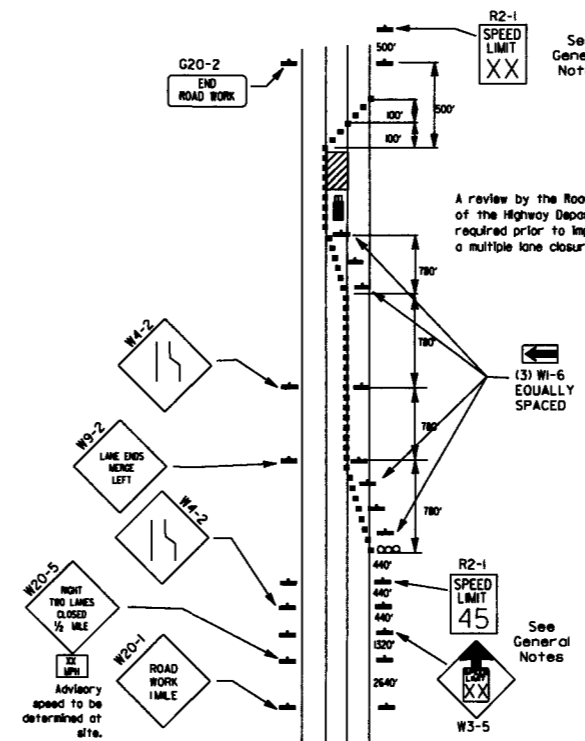 R2-1
SPEED
LIMIT
XX
500'
G20-2
END
ROAD WORK
See
General
Not
500'
100'
100'
A review by the Roo
of the Highway Depa
required prior to imp
a multiple lane closur
780'
780'
W4-2
(3) W1-6
EQUALLY
SPACED
780'
W9-2
LANE ENDS
MERGE
LEFT
780'
W4-2
440'
R2-1
SPEED
LIMIT
45
440'
440'
W20-5
RIGHT
TWO LANES
CLOSED
1/2 MILE
XX
MPH
Advisory
speed to be
determined at
site.
W20-1
ROAD
WORK
1 MILE
1320'
2640'
See
General
Notes
SPEED
LIMIT
XX
W3-5